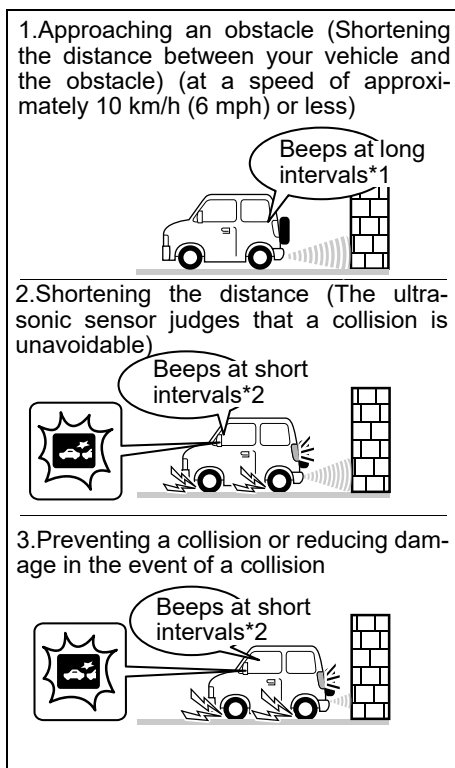 1.Approaching an obstacle (Shortening
the distance between your vehicle and
the obstacle) (at a speed of approxi-
mately 10 km/h (6 mph) or less)
Beeps at long
intervals*1
2.Shortening the distance (The ultra-
sonic sensor judges that a collision is
unavoidable)
Beeps at short
intervals*2
3.Preventing a collision or reducing dam-
age in the event of a collision
Beeps at short
intervals*2